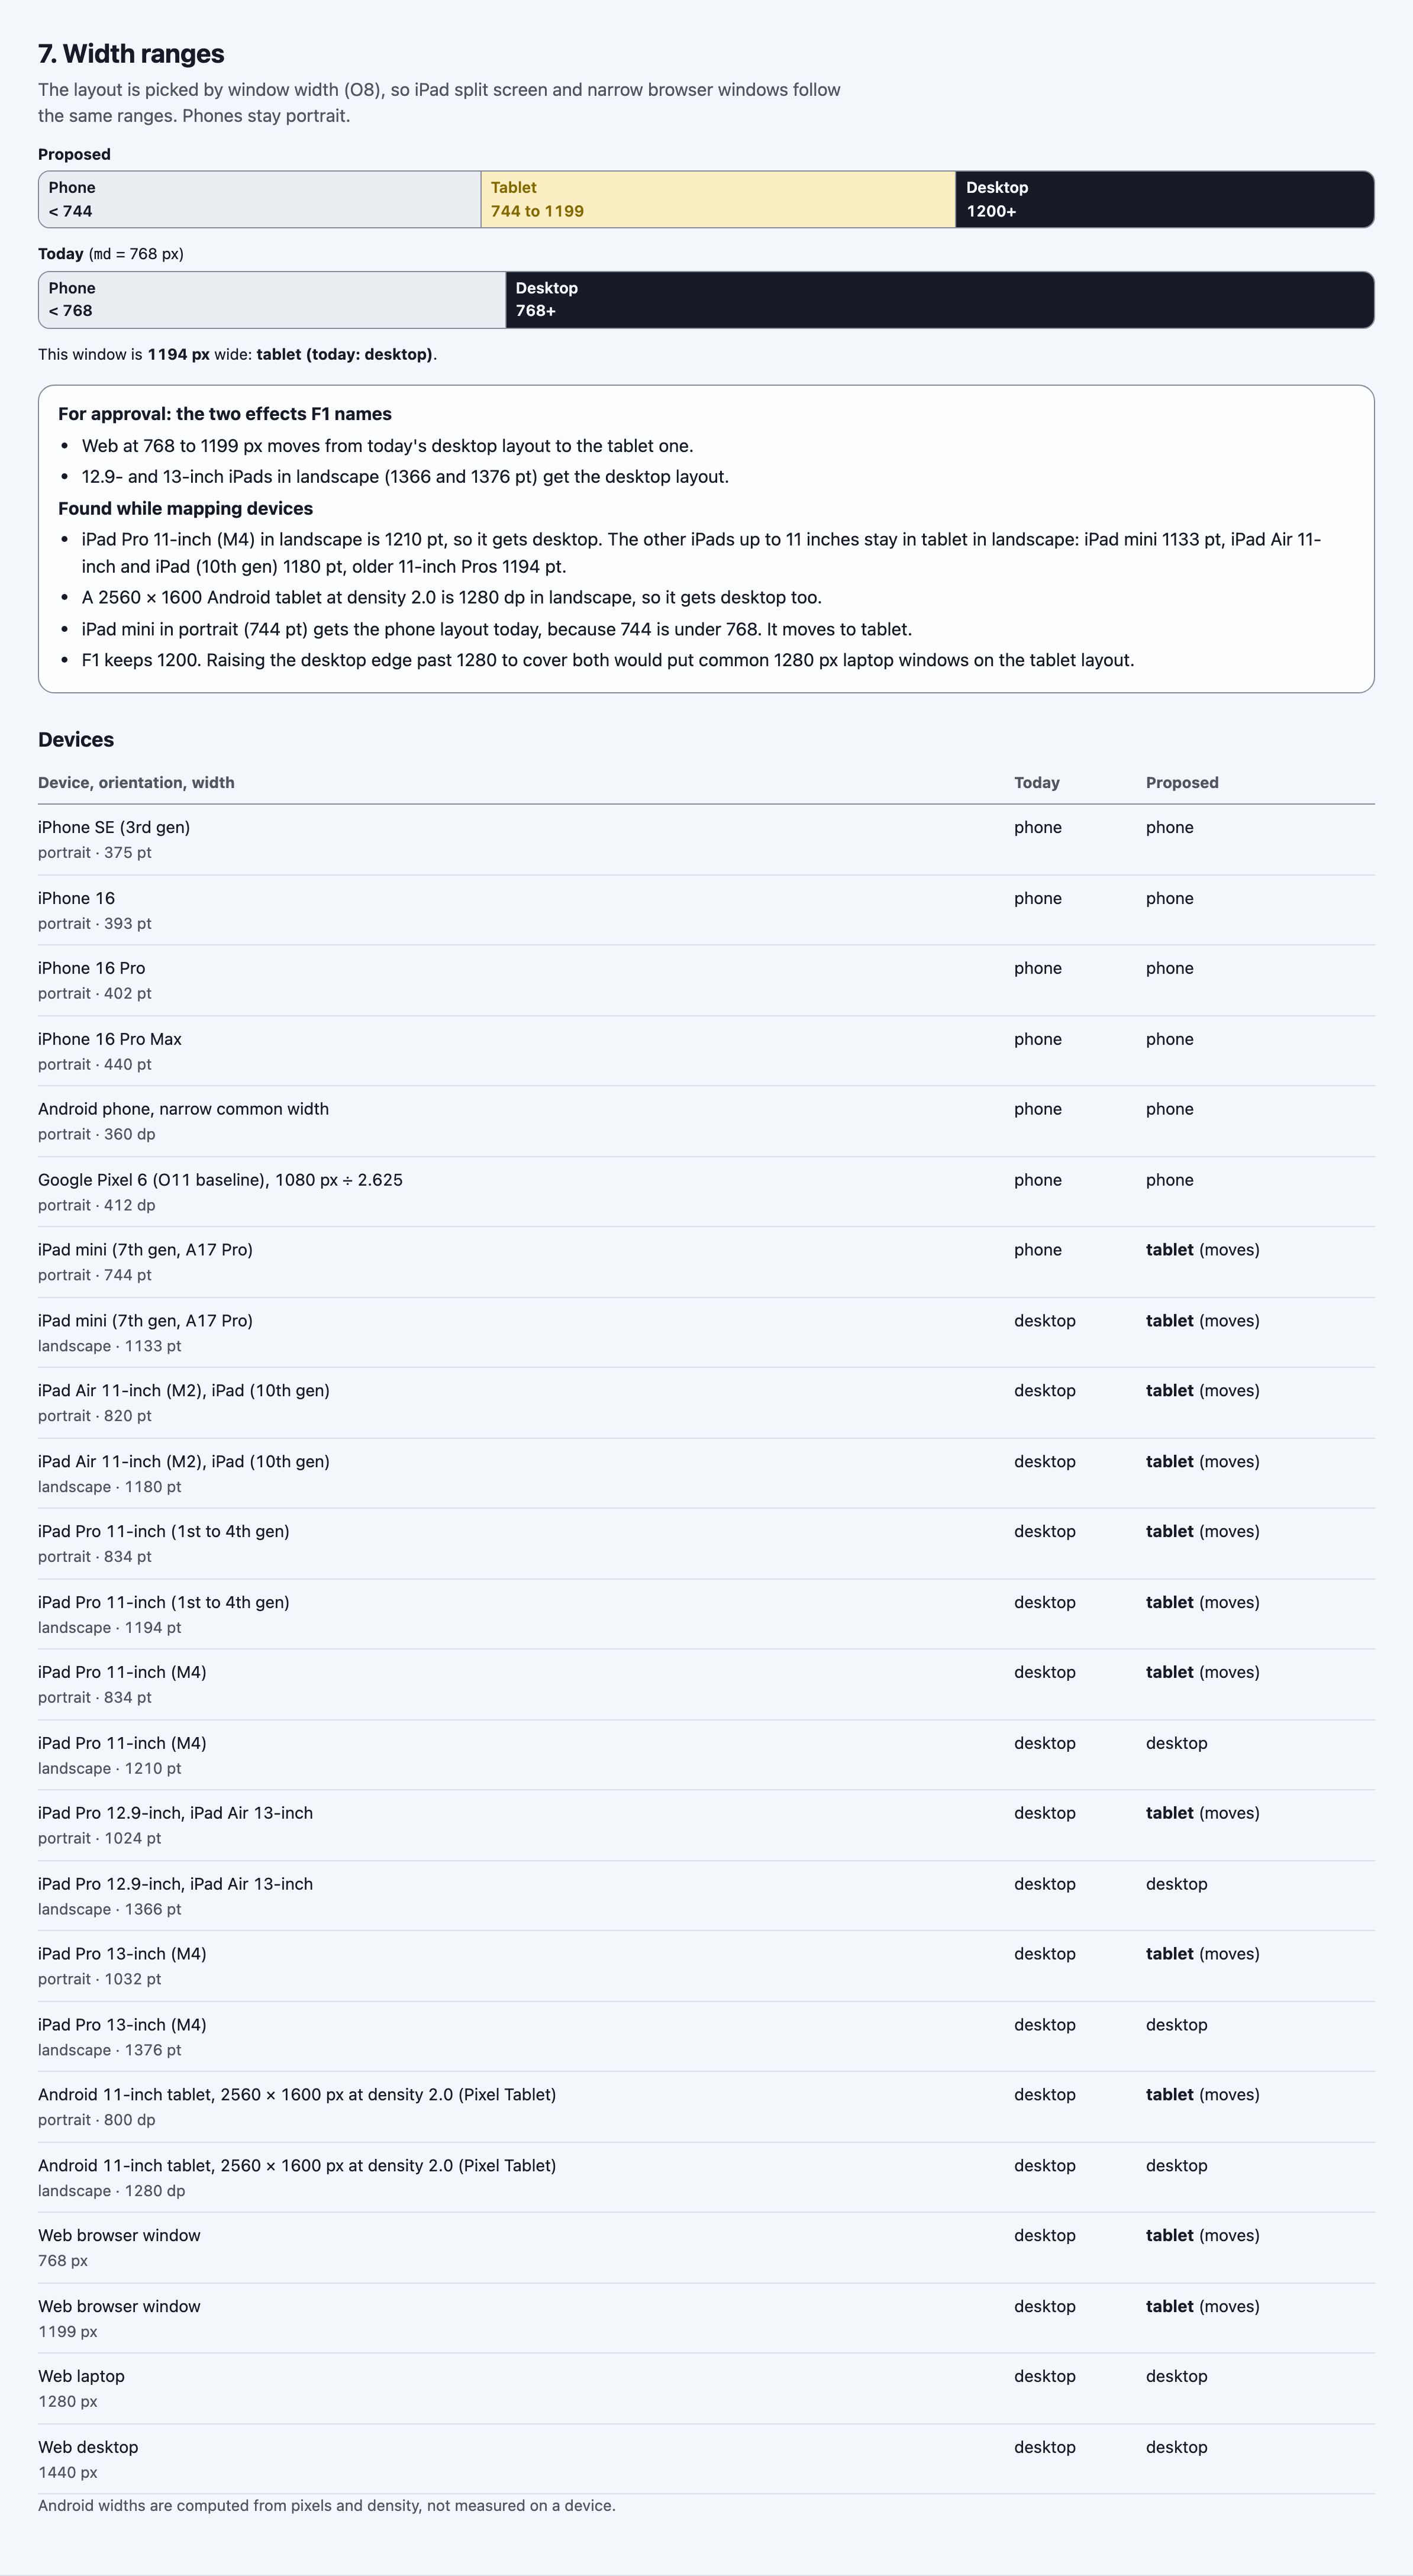 7. Width ranges
The layout is picked by window width (O8), so iPad split screen and narrow browser windows follow
the same ranges. Phones stay portrait.
Proposed
Phone
< 744
Tablet
744 to 1199
Desktop
1200+
Today (md = 768 px)
Phone
< 768
Desktop
768+
This window is 1194 px wide: tablet (today: desktop).
For approval: the two effects F1 names
• Web at 768 to 1199 px moves from today's desktop layout to the tablet one.
• 12.9- and 13-inch iPads in landscape (1366 and 1376 pt) get the desktop layout.
Found while mapping devices
• iPad Pro 11-inch (M4) in landscape is 1210 pt, so it gets desktop. The other iPads up to 11 inches stay in tablet in landscape: iPad mini 1133 pt, iPad Air 11-
inch and iPad (10th gen) 1180 pt, older 11-inch Pros 1194 pt.
• A 2560 × 1600 Android tablet at density 2.0 is 1280 dp in landscape, so it gets desktop too.
• iPad mini in portrait (744 pt) gets the phone layout today, because 744 is under 768. It moves to tablet.
• F1 keeps 1200. Raising the desktop edge past 1280 to cover both would put common 1280 px laptop windows on the tablet layout.
Devices
Device, orientation, width Today Proposed
iPhone SE (3rd gen) phone phone
portrait · 375 pt
iPhone 16 phone phone
portrait · 393 pt
iPhone 16 Pro phone phone
portrait · 402 pt
iPhone 16 Pro Max phone phone
portrait · 440 pt
Android phone, narrow common width phone phone
portrait · 360 dp
Google Pixel 6 (O11 baseline), 1080 px ÷ 2.625 phone phone
portrait · 412 dp
iPad mini (7th gen, A17 Pro) phone tablet (moves)
portrait · 744 pt
iPad mini (7th gen, A17 Pro) desktop tablet (moves)
landscape · 1133 pt
iPad Air 11-inch (M2), iPad (10th gen) desktop tablet (moves)
portrait · 820 pt
iPad Air 11-inch (M2), iPad (10th gen) desktop tablet (moves)
landscape · 1180 pt
iPad Pro 11-inch (1st to 4th gen) desktop tablet (moves)
portrait · 834 pt
iPad Pro 11-inch (1st to 4th gen) desktop tablet (moves)
landscape · 1194 pt
iPad Pro 11-inch (M4) desktop tablet (moves)
portrait · 834 pt
iPad Pro 11-inch (M4) desktop desktop
landscape · 1210 pt
iPad Pro 12.9-inch, iPad Air 13-inch desktop tablet (moves)
portrait · 1024 pt
iPad Pro 12.9-inch, iPad Air 13-inch desktop desktop
landscape · 1366 pt
iPad Pro 13-inch (M4) desktop tablet (moves)
portrait · 1032 pt
iPad Pro 13-inch (M4) desktop desktop
landscape · 1376 pt
Android 11-inch tablet, 2560 × 1600 px at density 2.0 (Pixel Tablet) desktop tablet (moves)
portrait · 800 dp
Android 11-inch tablet, 2560 × 1600 px at density 2.0 (Pixel Tablet) desktop desktop
landscape · 1280 dp
Web browser window desktop tablet (moves)
768 px
Web browser window desktop tablet (moves)
1199 px
Web laptop desktop desktop
1280 px
Web desktop desktop desktop
1440 px
Android widths are computed from pixels and density, not measured on a device.